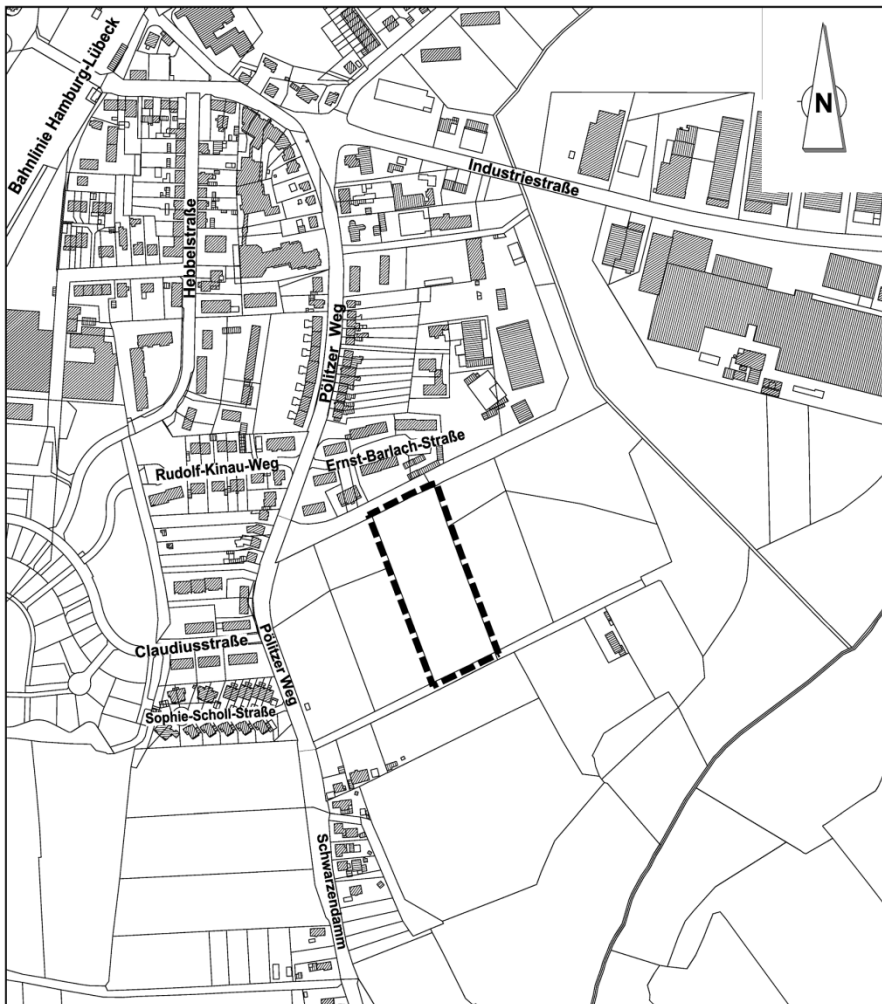 Bahnlinie Hamburg-Lübeck
N
Industriestraße
Hebbelstraße
Pölitzer Weg
Ernst-Barlach-Straße
Rudolf-Kinau-Weg
Claudiusstraße
Pölitzer Weg
Sophie-Scholl-Straße
Schwarzendamm